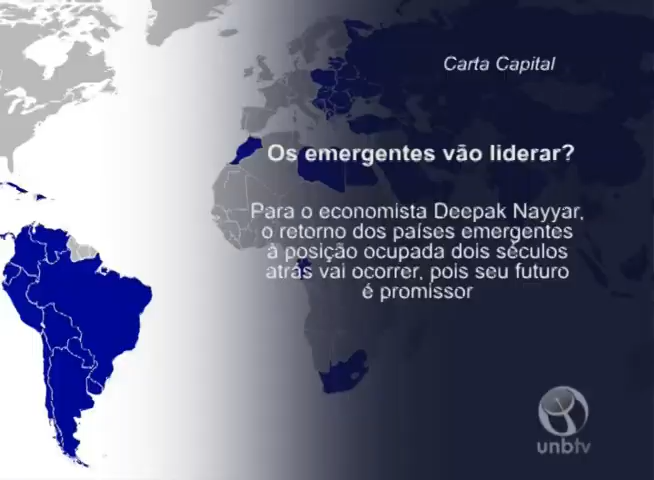 Carta Capital
Os emergentes vão liderar?
Para o economista Deepak Nayyar,
o retorno dos países emergentes
à posição ocupada dois séculos
atrás vai ocorrer, pois seu futuro
é promissor
unbtv